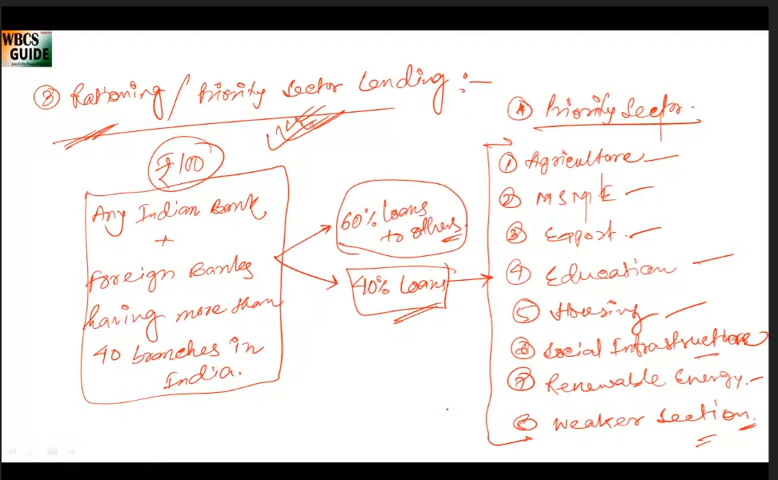 WBCS
GUIDE
③ Rationing / Priority Sector Lending :-
₹100
Any Indian Bank
+
Foreign Banks
having more than
40 branches in
India.
60% loans
to others
40% loans
Priority Sector.
① Agriculture
② MSME
③ Export.
④ Education
⑤ Housing
⑥ Social Infrastructure
⑦ Renewable Energy.
⑧ Weaker Section.